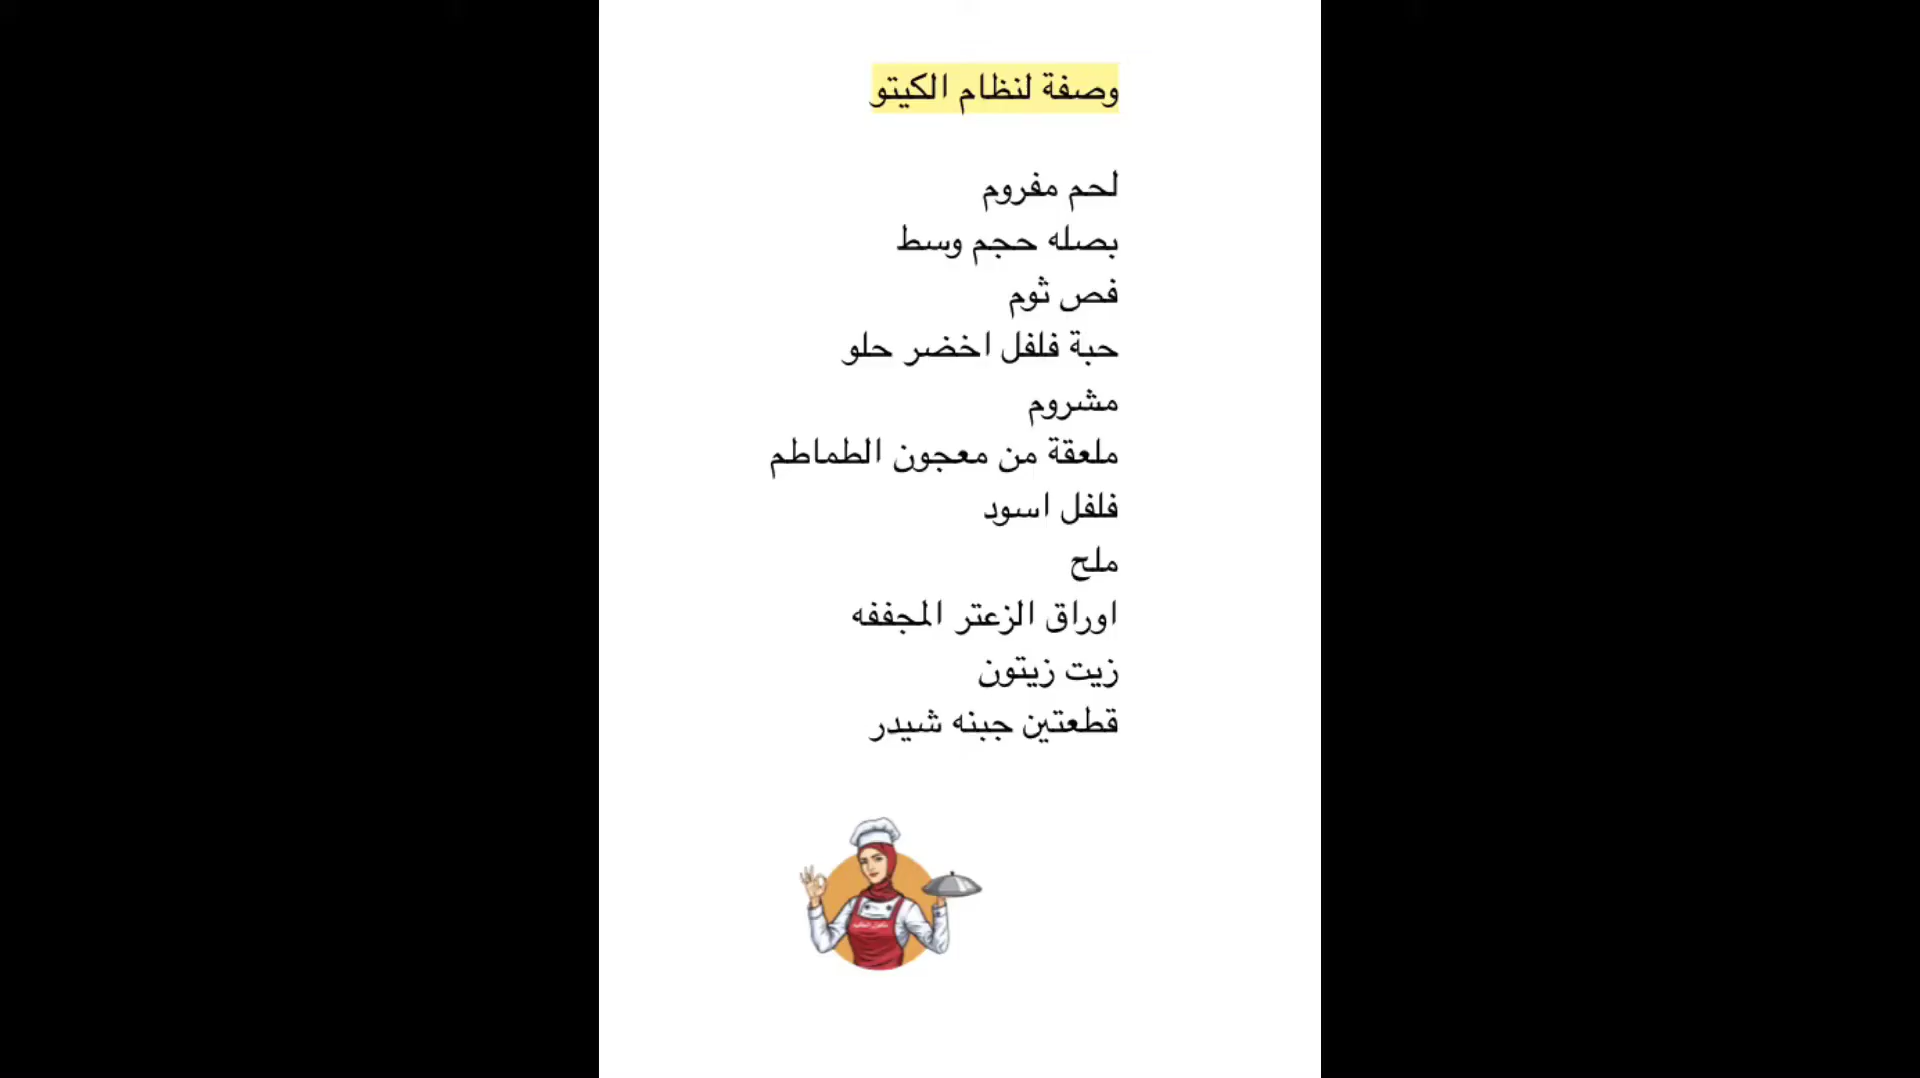 وصفة لنظام الكيتو
لحم مفروم
بصله حجم وسط
فص ثوم
حبة فلفل اخضر حلو
مشروم
ملعقة من معجون الطماطم
فلفل اسود
ملح
اوراق الزعتر المجففه
زيت زيتون
قطعتين جبنه شيدر